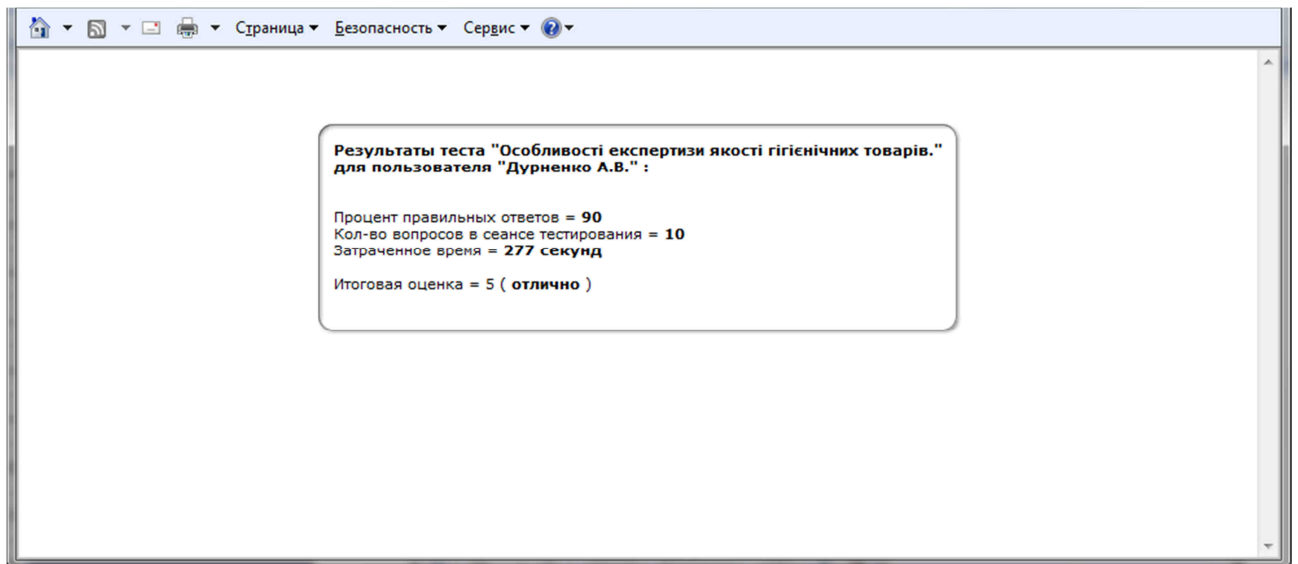 Страница Безопасность Сервис
Результаты теста "Особливості експертизи якості гігієнічних товарів."
для пользователя "Дурненко А.В." :
Процент правильных ответов = 90
Кол-во вопросов в сеансе тестирования = 10
Затраченное время = 277 секунд
Итоговая оценка = 5 ( отлично )